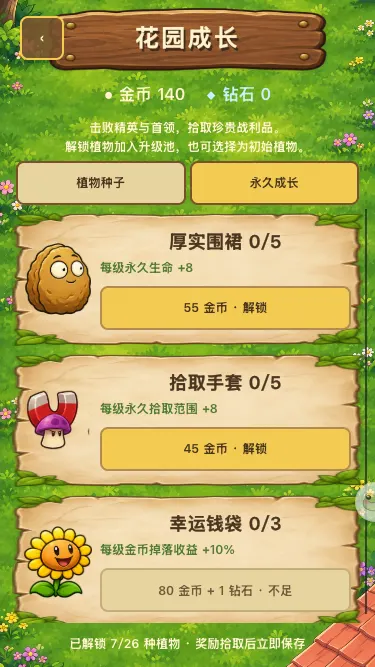 ‹
花园成长
● 金币 140 ◆ 钻石 0
击败精英与首领，拾取珍贵战利品。
解锁植物加入升级池，也可选择为初始植物。
植物种子
永久成长
厚实围裙 0/5
每级永久生命 +8
55 金币 · 解锁
拾取手套 0/5
每级永久拾取范围 +8
45 金币 · 解锁
幸运钱袋 0/3
每级金币掉落收益 +10%
80 金币 + 1 钻石 · 不足
已解锁 7/26 种植物 · 奖励拾取后立即保存